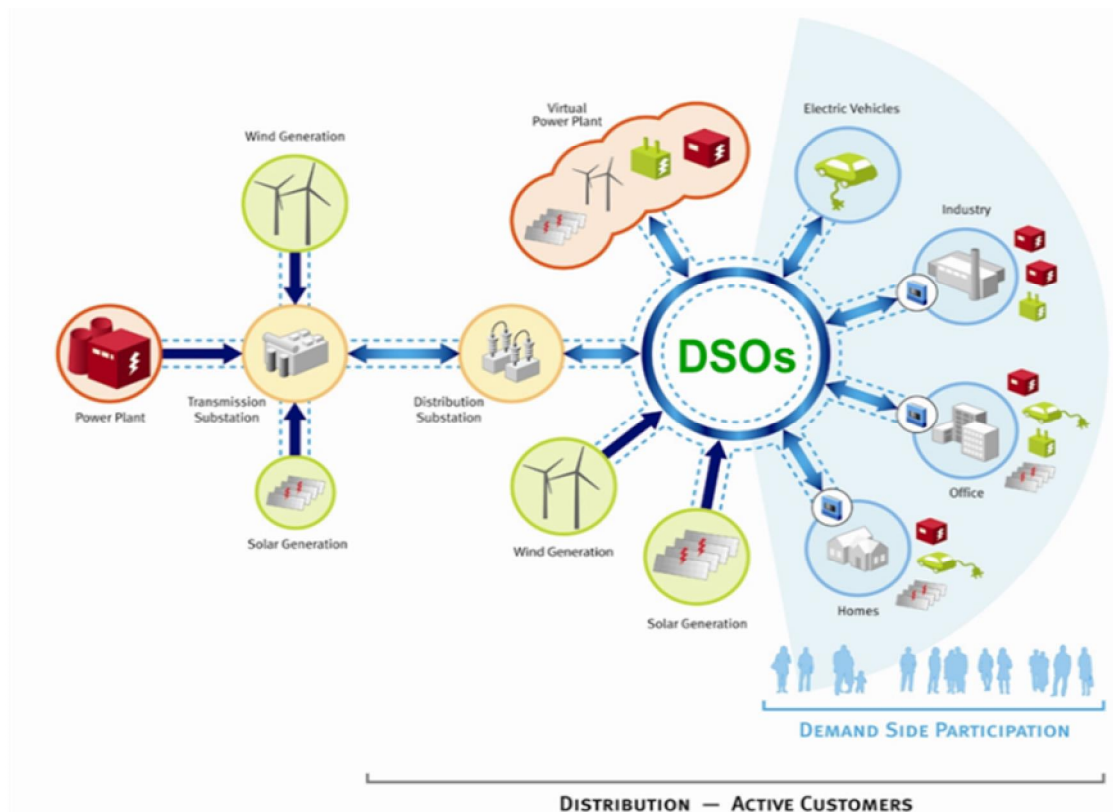 Virtual
Power Plant
Electric Vehicles
Wind Generation
Industry
DSOs
Power Plant
Transmission
Substation
Distribution
Substation
Office
Solar Generation
Wind Generation
Homes
Solar Generation
DEMAND SIDE PARTICIPATION
DISTRIBUTION — ACTIVE CUSTOMERS